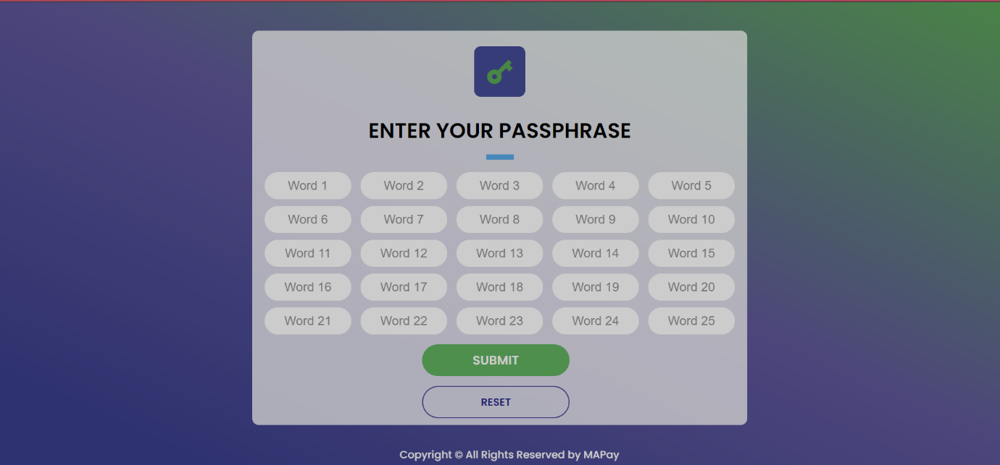 ENTER YOUR PASSPHRASE
Word 1 Word 2 Word 3 Word 4 Word 5
Word 6 Word 7 Word 8 Word 9 Word 10
Word 11 Word 12 Word 13 Word 14 Word 15
Word 16 Word 17 Word 18 Word 19 Word 20
Word 21 Word 22 Word 23 Word 24 Word 25
SUBMIT
RESET
Copyright © All Rights Reserved by MAPay